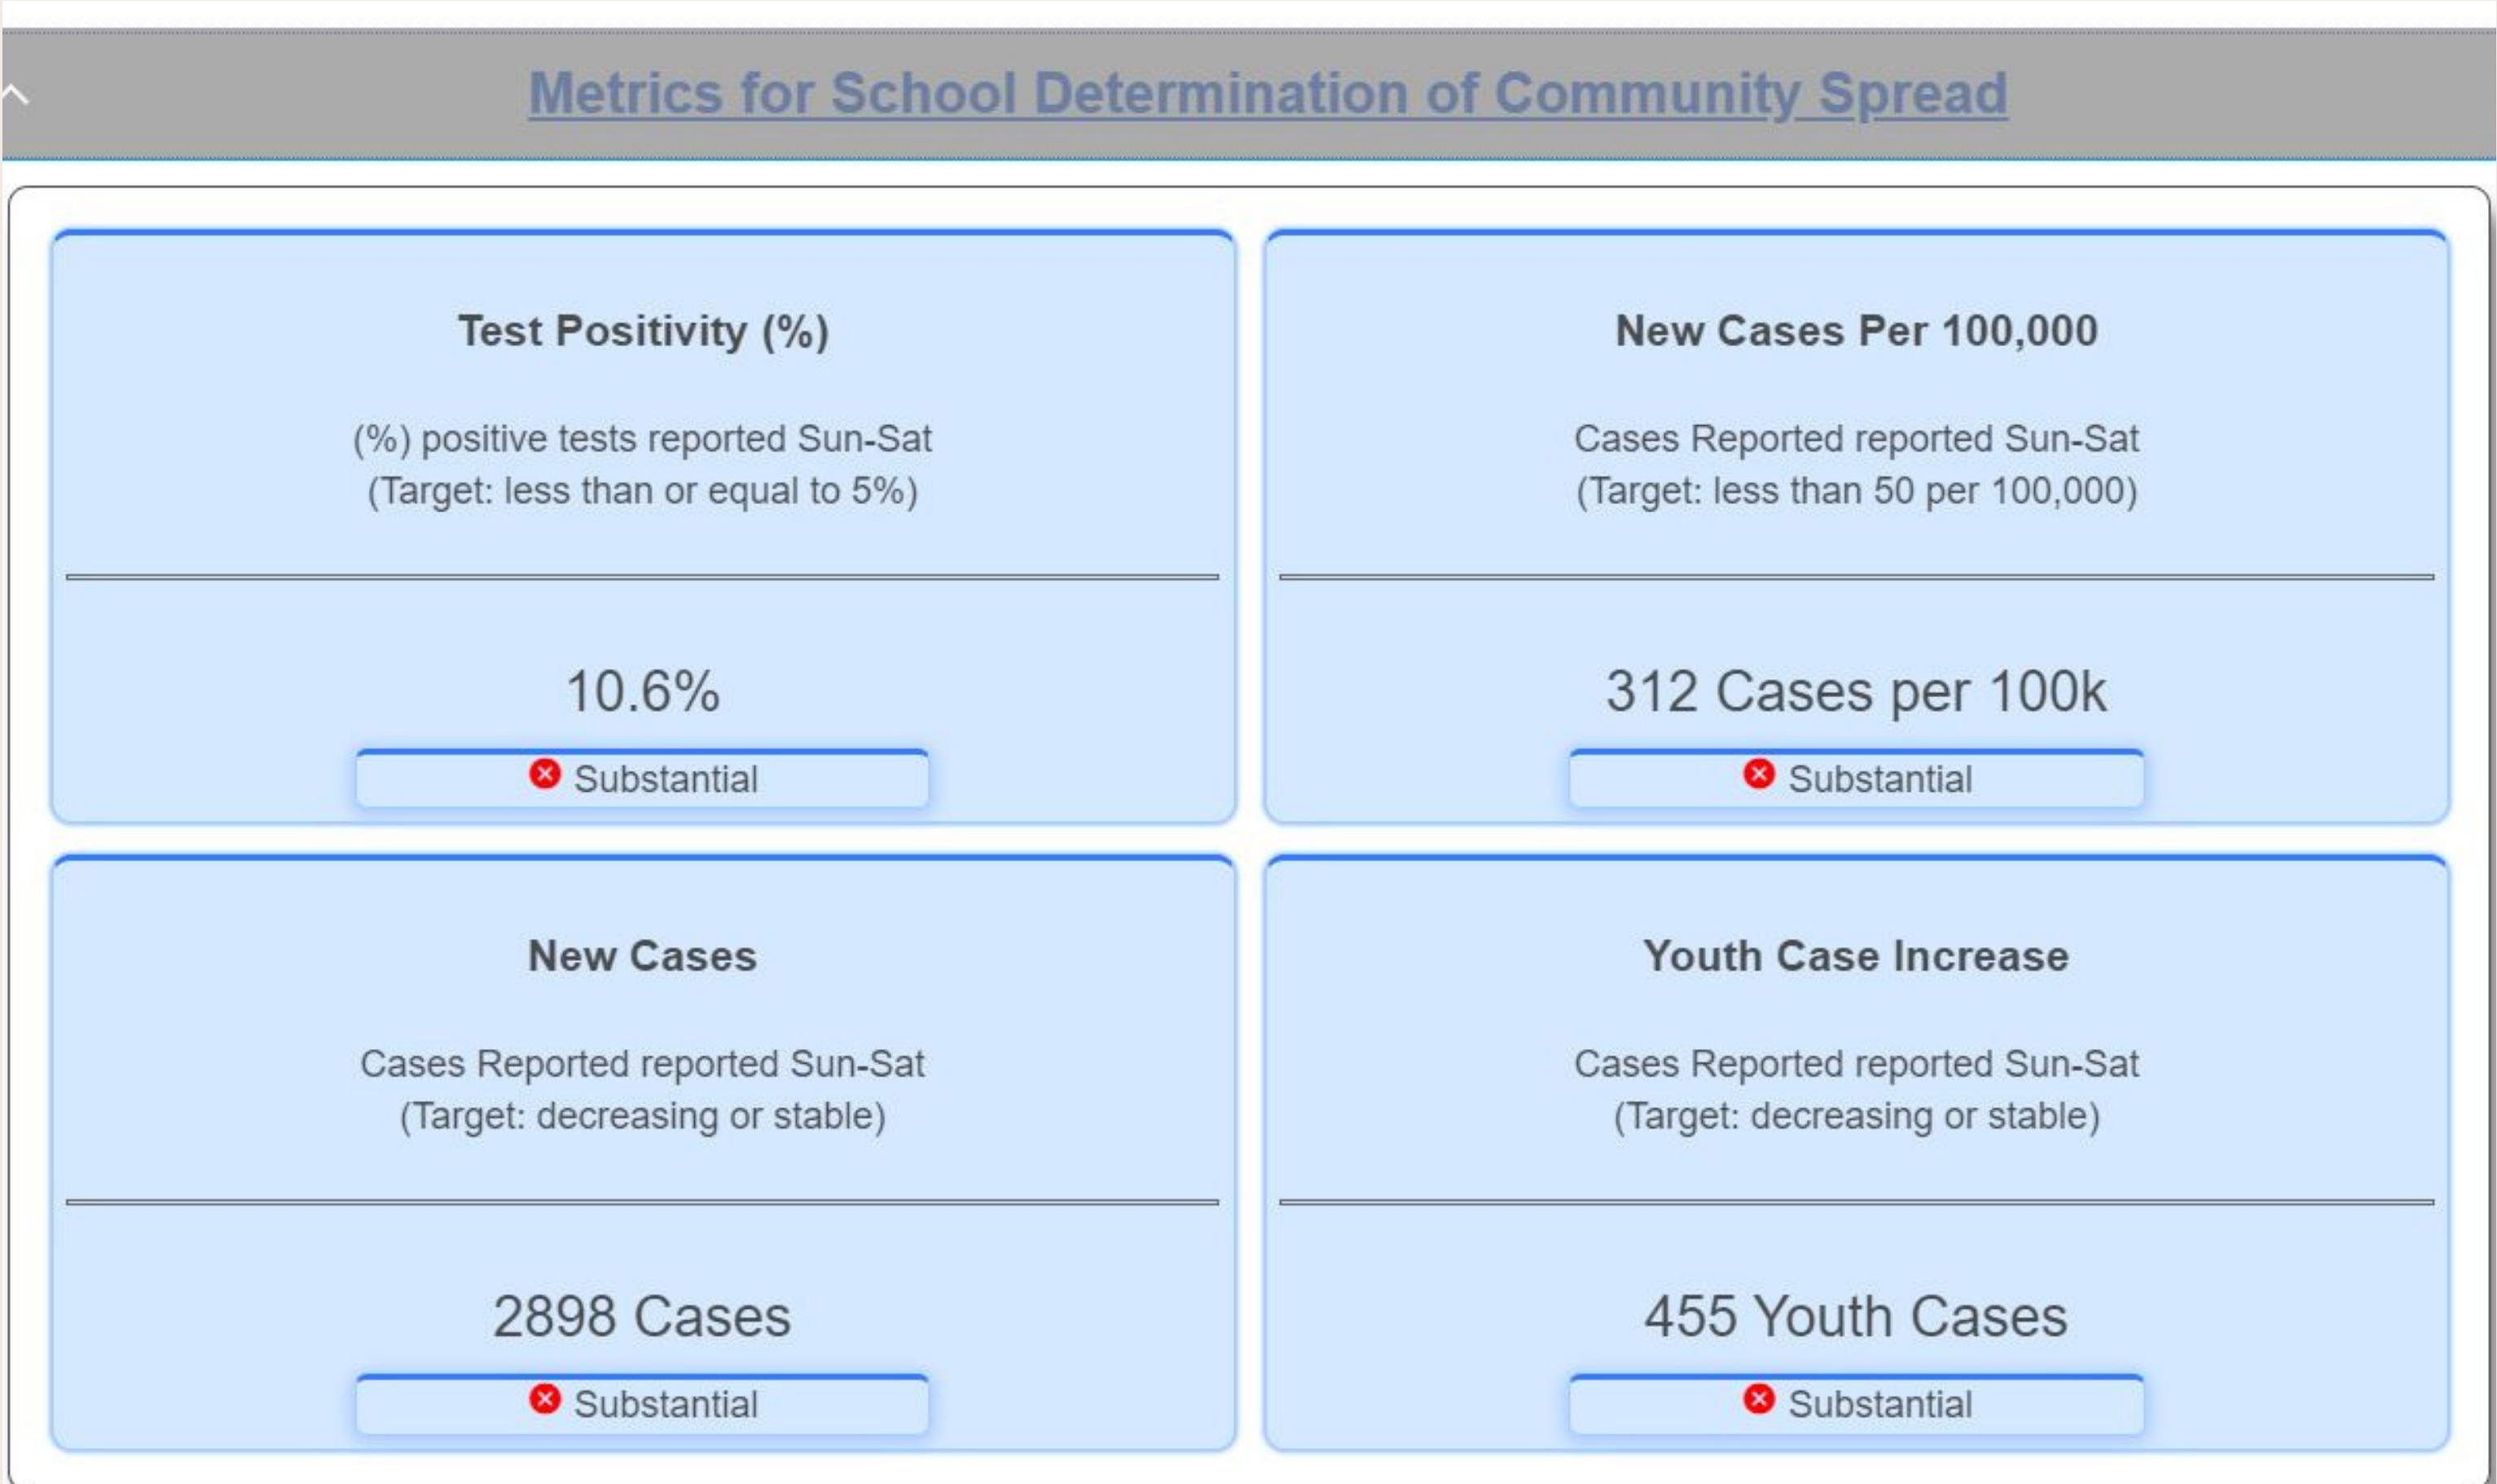 Metrics for School Determination of Community Spread
Test Positivity (%)
(%) positive tests reported Sun-Sat
(Target: less than or equal to 5%)
10.6%
Substantial
New Cases Per 100,000
Cases Reported reported Sun-Sat
(Target: less than 50 per 100,000)
312 Cases per 100k
Substantial
New Cases
Cases Reported reported Sun-Sat
(Target: decreasing or stable)
2898 Cases
Substantial
Youth Case Increase
Cases Reported reported Sun-Sat
(Target: decreasing or stable)
455 Youth Cases
Substantial